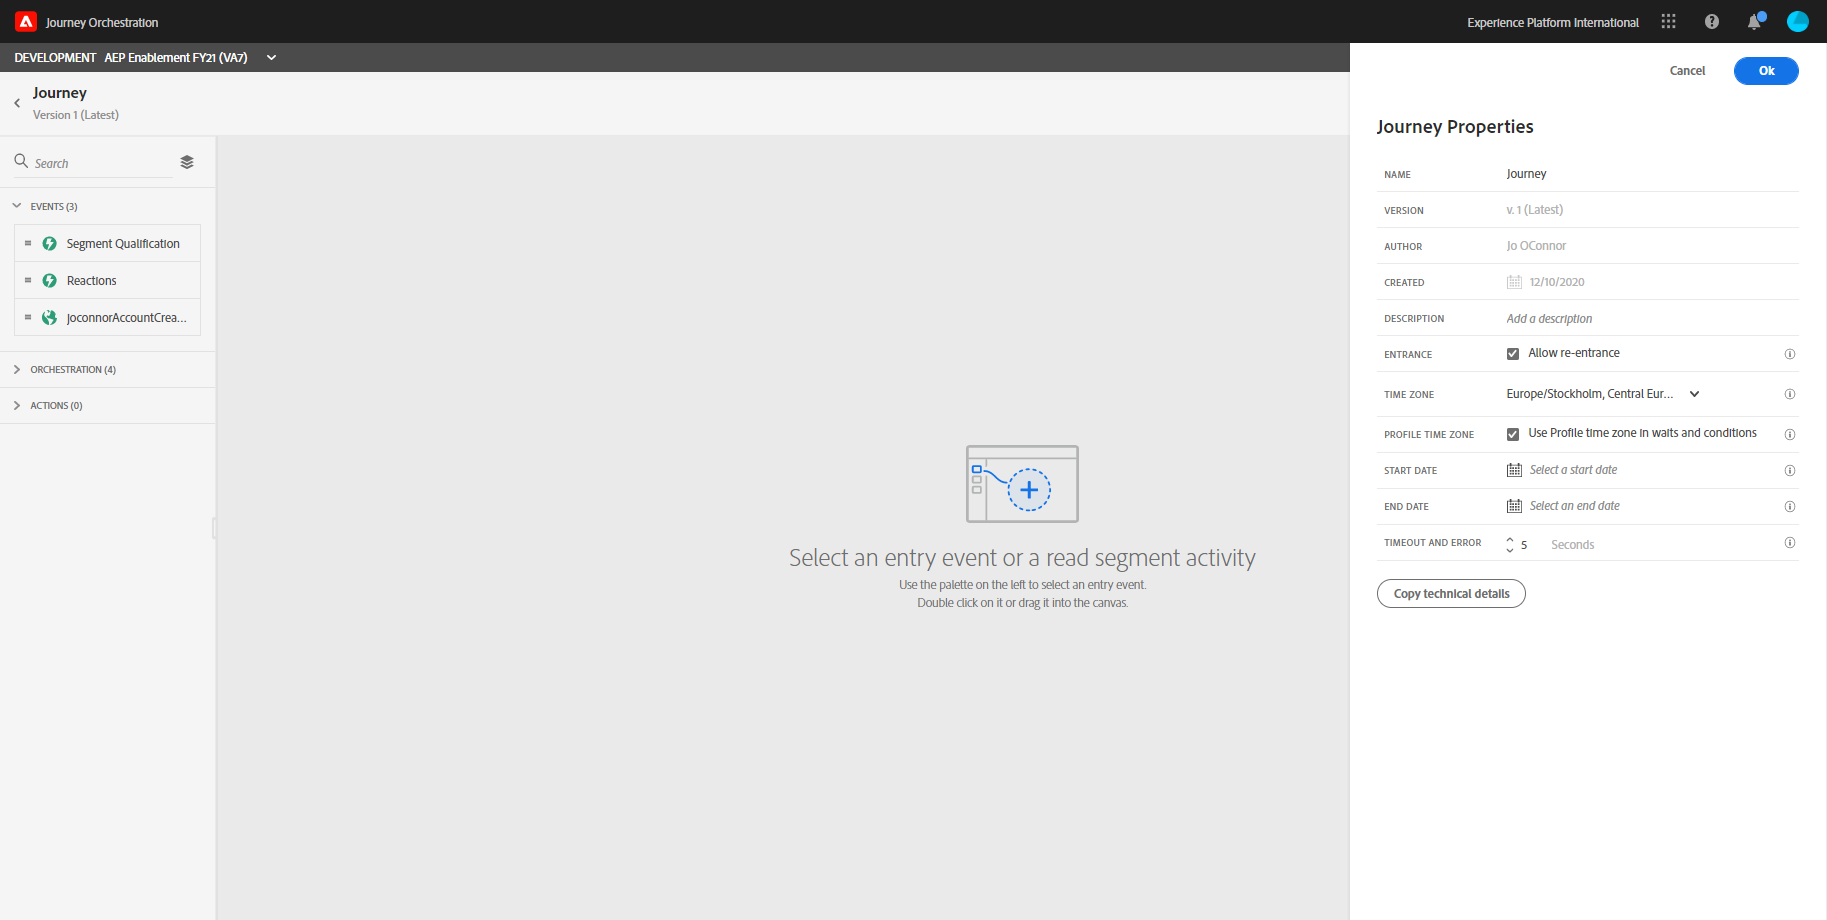 Journey Orchestration
Experience Platform International
DEVELOPMENT AEP Enablement FY21 (VA7)
Cancel
Ok
Journey
Version 1 (Latest)
Search
EVENTS (3)
Segment Qualification
Reactions
joconnorAccountCrea...
ORCHESTRATION (4)
ACTIONS (0)
Select an entry event or a read segment activity
Use the palette on the left to select an entry event.
Double click on it or drag it into the canvas.
Journey Properties
NAME Journey
VERSION v. 1 (Latest)
AUTHOR Jo OConnor
CREATED 12/10/2020
DESCRIPTION Add a description
ENTRANCE Allow re-entrance
TIME ZONE Europe/Stockholm, Central Eur...
PROFILE TIME ZONE Use Profile time zone in waits and conditions
START DATE Select a start date
END DATE Select an end date
TIMEOUT AND ERROR 5 Seconds
Copy technical details